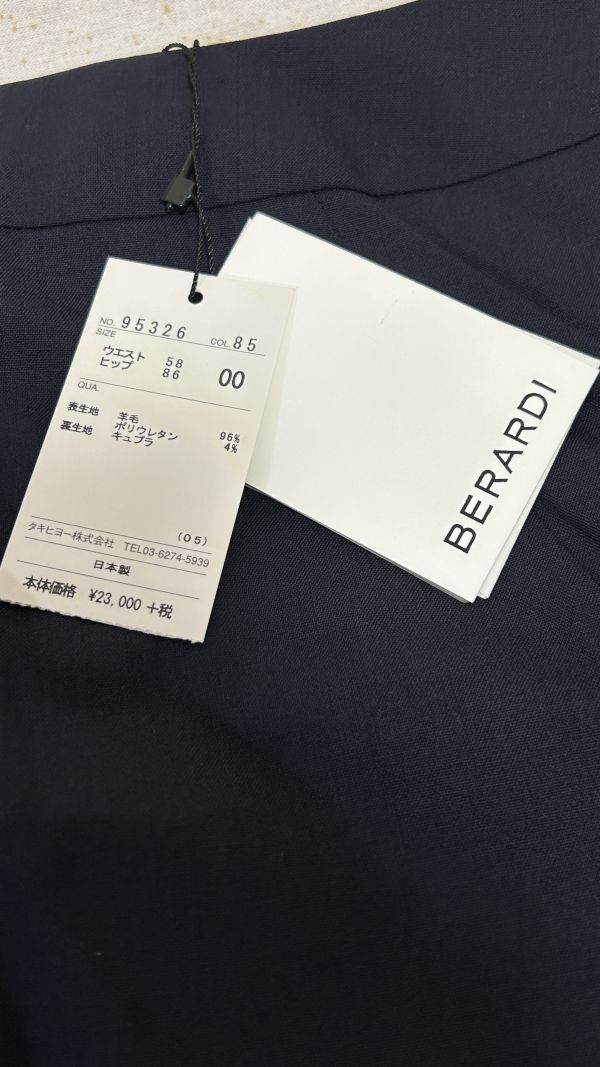 NO. 95326 COL. 85
SIZE
ウエスト 58
ヒップ 86 00
QUA.
表生地 羊毛 96%
ポリウレタン 4%
裏生地 キュプラ
(05)
タキヒヨー株式会社 TEL03-6274-5939
日本製
本体価格 ¥23,000 +税
BERARDI